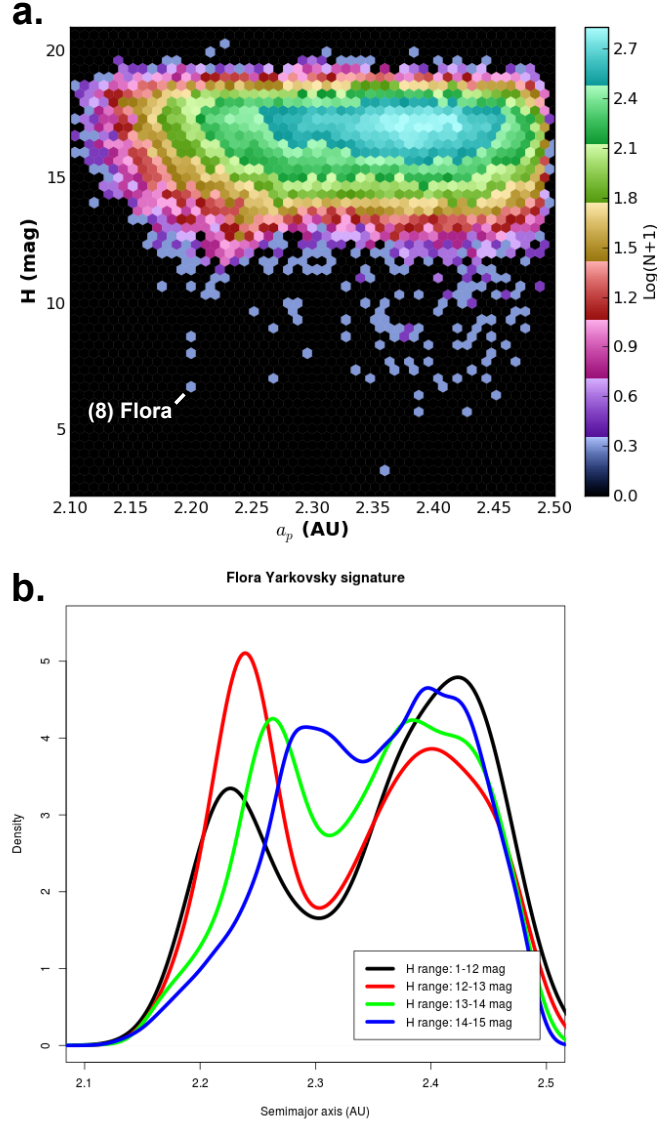 a.
20
15
10
5
H (mag)
(8) Flora
2.10 2.15 2.20 2.25 2.30 2.35 2.40 2.45 2.50
a_p (AU)
2.7
2.4
2.1
1.8
1.5
1.2
0.9
0.6
0.3
0.0
Log(N+1)
b.
Flora Yarkovsky signature
5
4
3
2
1
0
Density
H range: 1-12 mag
H range: 12-13 mag
H range: 13-14 mag
H range: 14-15 mag
2.1 2.2 2.3 2.4 2.5
Semimajor axis (AU)